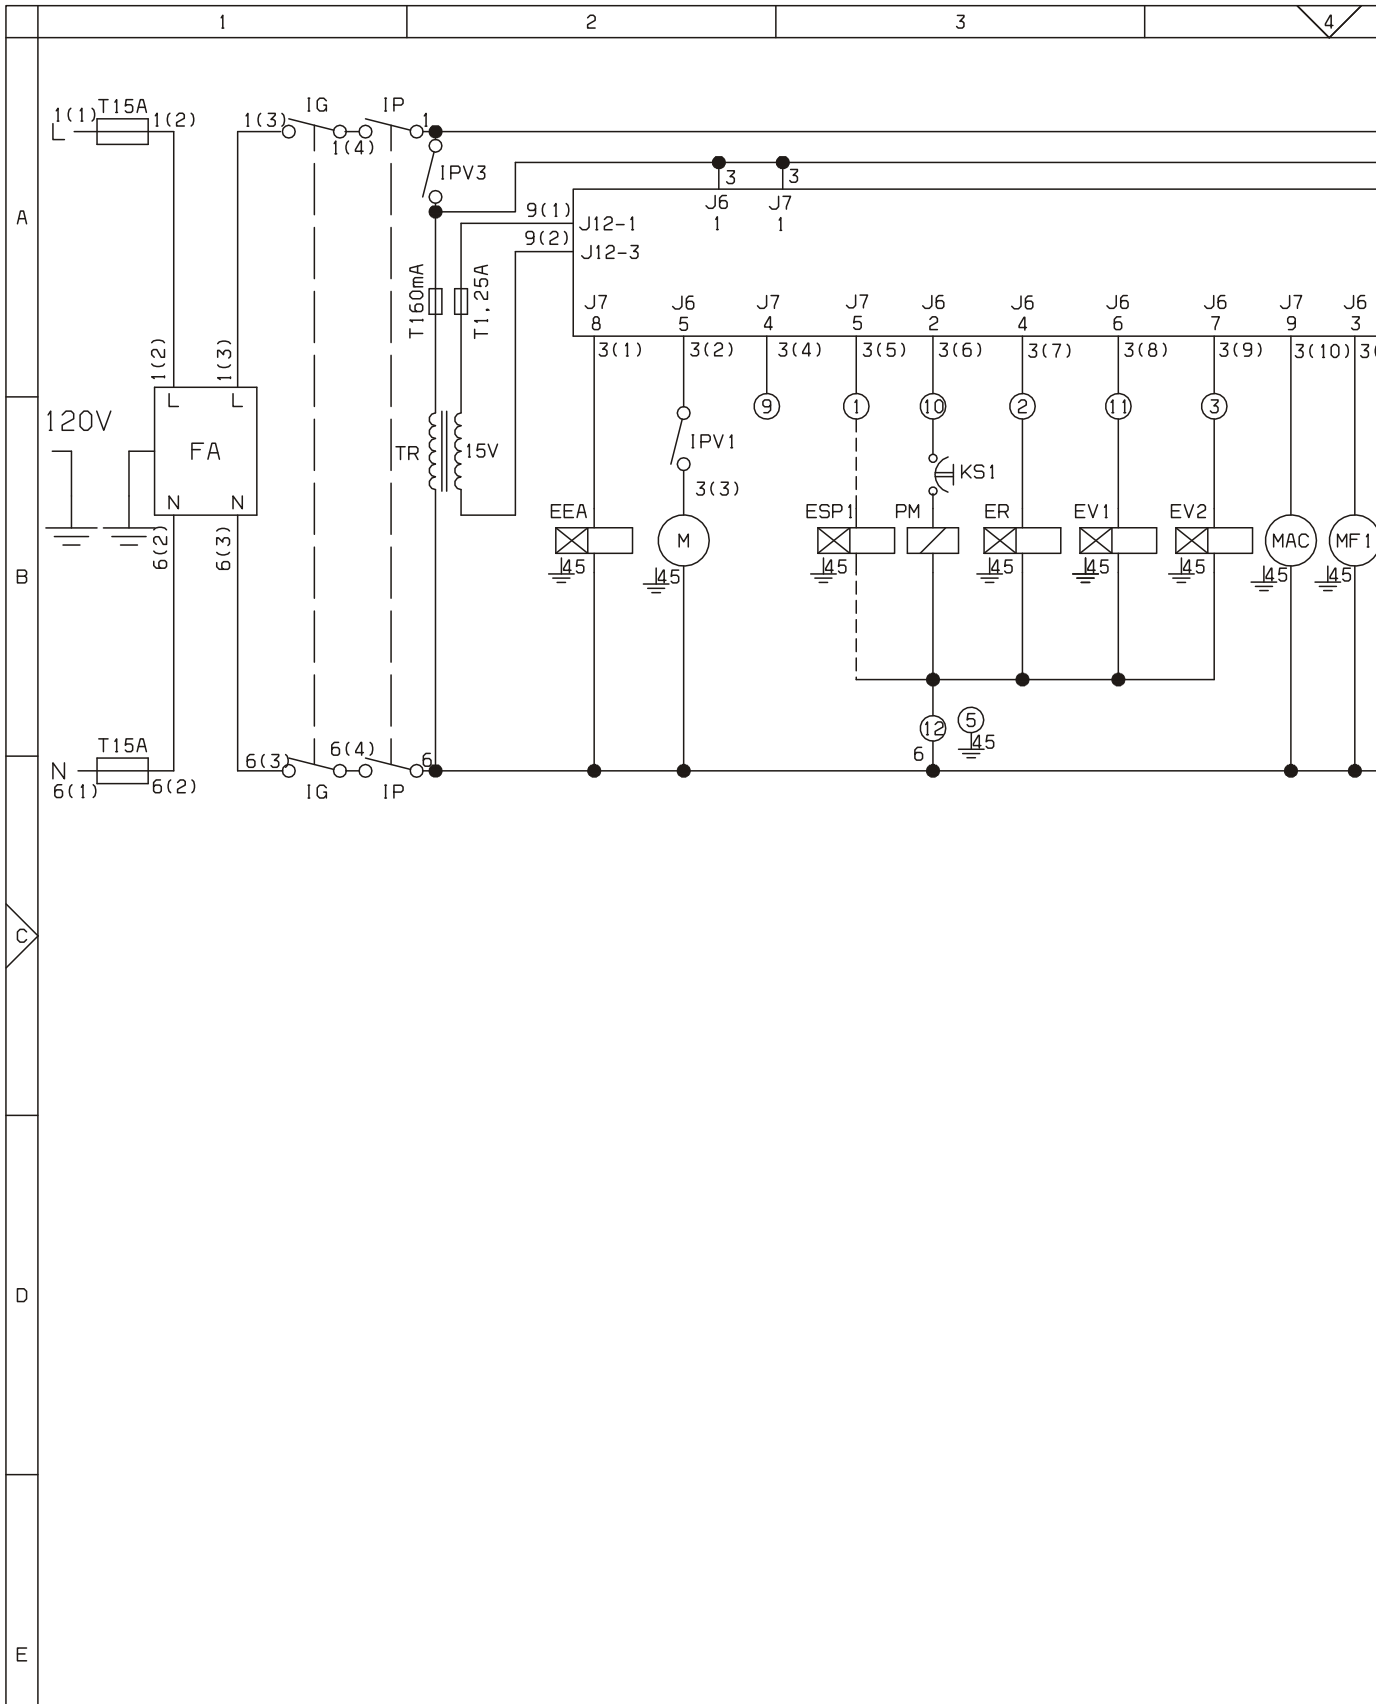 1 2 3 4
1(1) T15A 1(2) 1(3) IG IP 1
L 1(4)
IPV3 3 3
A 9(1) J12-1 J6 J7
1 1
9(2) J12-3
T160mA T1,25A
J7 J6 J7 J7 J6 J6 J6 J6 J7 J6
8 5 4 5 2 4 6 7 9 3
1(2) 1(3) 3(1) 3(2) 3(4) 3(5) 3(6) 3(7) 3(8) 3(9) 3(10) 3(
L L 9 1 10 2 11 3
120V IPV1
FA TR 15V
KS1
3(3)
N N
EEA ESP1 PM ER EV1 EV2
6(2) 6(3) M MAC MF1
B 45 45 45 45 45 45 45 45
12 5
45
6
T15A 6(3) 6(4) 6
N
6(1) 6(2) IG IP
C
D
E